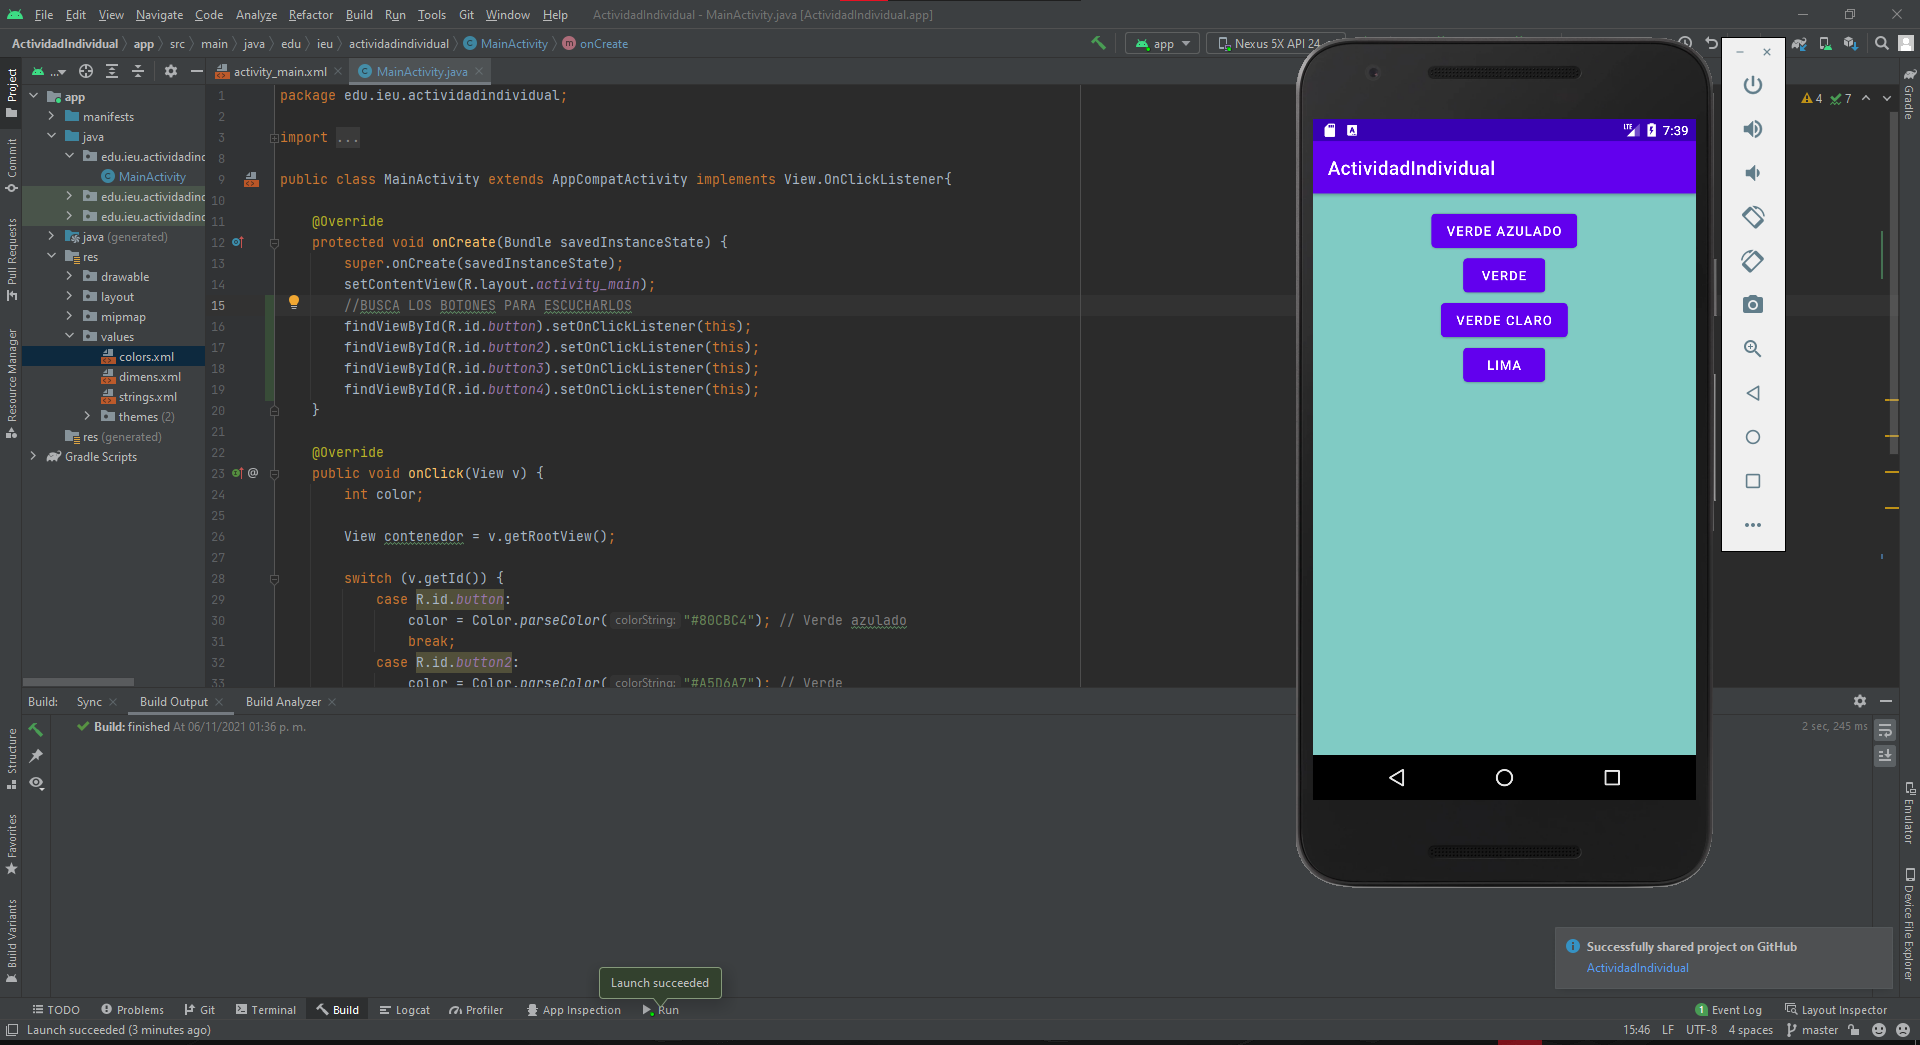 File Edit View Navigate Code Analyze Refactor Build Run Tools Git Window Help ActividadIndividual - MainActivity.java [ActividadIndividual.app]
ActividadIndividual app src main java edu ieu actividadindividual MainActivity onCreate app Nexus 5X API 24
... activity_main.xml MainActivity.java
Project
Commit
Pull Requests
Resource Manager
Structure
Favorites
Build Variants
app
manifests
java
edu.ieu.actividadinc
MainActivity
edu.ieu.actividadinc
edu.ieu.actividadinc
java (generated)
res
drawable
layout
mipmap
values
colors.xml
dimens.xml
strings.xml
themes (2)
res (generated)
Gradle Scripts
1 package edu.ieu.actividadindividual;
2
3 import ...
8
9 public class MainActivity extends AppCompatActivity implements View.OnClickListener{
10
11 @Override
12 protected void onCreate(Bundle savedInstanceState) {
13 super.onCreate(savedInstanceState);
14 setContentView(R.layout.activity_main);
15 //BUSCA LOS BOTONES PARA ESCUCHARLOS
16 findViewById(R.id.button).setOnClickListener(this);
17 findViewById(R.id.button2).setOnClickListener(this);
18 findViewById(R.id.button3).setOnClickListener(this);
19 findViewById(R.id.button4).setOnClickListener(this);
20 }
21
22 @Override
23 @ public void onClick(View v) {
24 int color;
25
26 View contenedor = v.getRootView();
27
28 switch (v.getId()) {
29 case R.id.button:
30 color = Color.parseColor( colorString: "#80CBC4"); // Verde azulado
31 break;
32 case R.id.button2:
33 color = Color.parseColor( colorString: "#A5D6A7"); // Verde
4 7
LTE 7:39
ActividadIndividual
VERDE AZULADO
VERDE
VERDE CLARO
LIMA
Gradle
Emulator
Device File Explorer
Build: Sync Build Output Build Analyzer
Build: finished At 06/11/2021 01:36 p. m.
2 sec, 245 ms
Successfully shared project on GitHub
ActividadIndividual
Launch succeeded
TODO Problems Git Terminal Build Logcat Profiler App Inspection Run 1 Event Log Layout Inspector
Launch succeeded (3 minutes ago) 15:46 LF UTF-8 4 spaces master